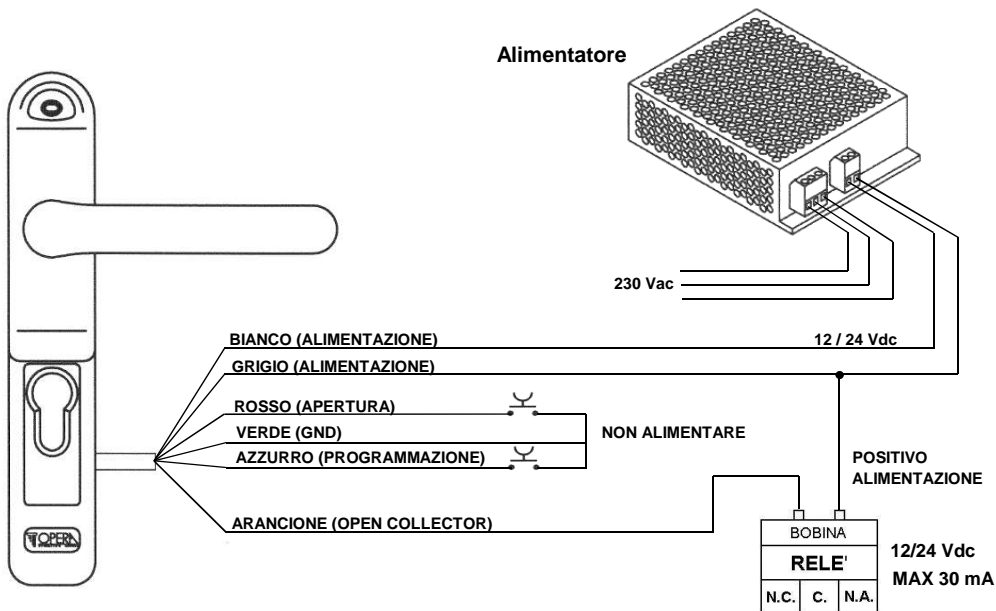 Alimentatore
230 Vac
BIANCO (ALIMENTAZIONE)
12 / 24 Vdc
GRIGIO (ALIMENTAZIONE)
ROSSO (APERTURA)
VERDE (GND)
NON ALIMENTARE
AZZURRO (PROGRAMMAZIONE)
POSITIVO
ALIMENTAZIONE
ARANCIONE (OPEN COLLECTOR)
OPERA
BOBINA
RELE'
12/24 Vdc
MAX 30 mA
N.C. C. N.A.